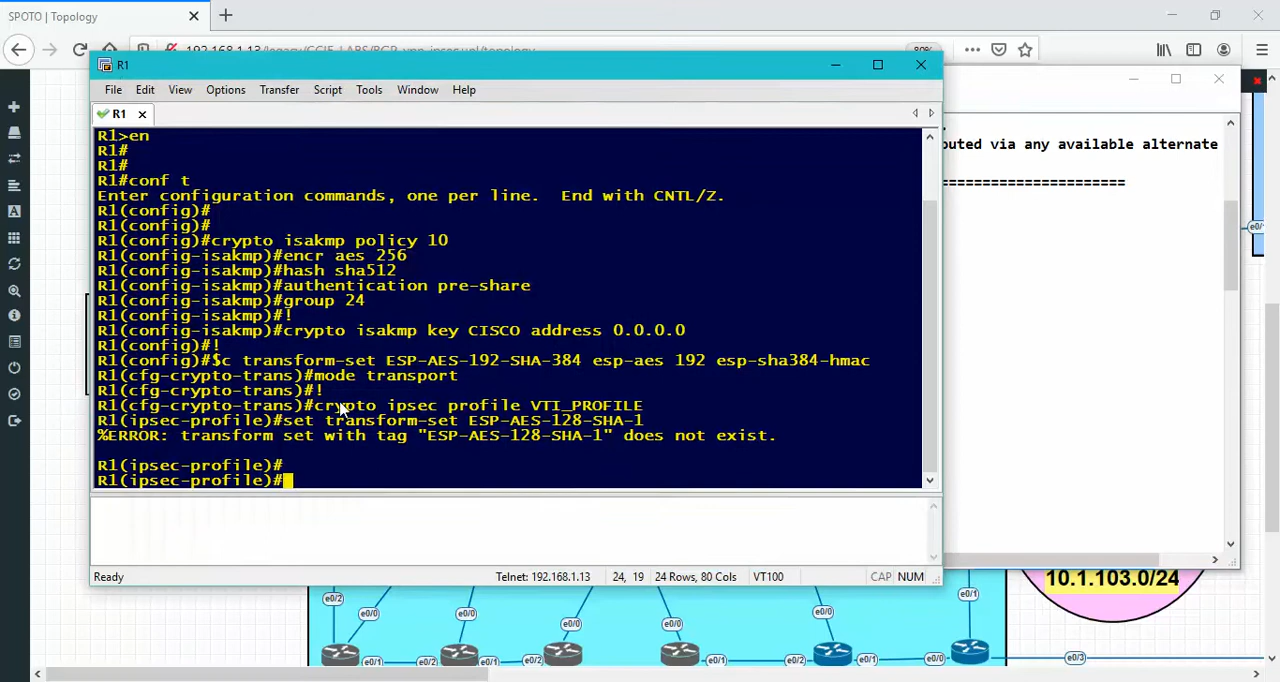 SPOTO | Topology
R1
File Edit View Options Transfer Script Tools Window Help
R1
R1>en
R1#
R1#
R1#conf t
Enter configuration commands, one per line.  End with CNTL/Z.
R1(config)#
R1(config)#
R1(config)#crypto isakmp policy 10
R1(config-isakmp)#encr aes 256
R1(config-isakmp)#hash sha512
R1(config-isakmp)#authentication pre-share
R1(config-isakmp)#group 24
R1(config-isakmp)#!
R1(config-isakmp)#crypto isakmp key CISCO address 0.0.0.0
R1(config)#!
R1(config)#$c transform-set ESP-AES-192-SHA-384 esp-aes 192 esp-sha384-hmac
R1(cfg-crypto-trans)#mode transport
R1(cfg-crypto-trans)#!
R1(cfg-crypto-trans)#crypto ipsec profile VTI_PROFILE
R1(ipsec-profile)#set transform-set ESP-AES-128-SHA-1
%ERROR: transform set with tag "ESP-AES-128-SHA-1" does not exist.
R1(ipsec-profile)#
R1(ipsec-profile)#
Ready Telnet: 192.168.1.13 24, 19 24 Rows, 80 Cols VT100 CAP NUM
via any available alternate
=====================
10.1.103.0/24
e0/2 e0/0 e0/0 e0/0 e0/0 e0/0 e0/1
e0/1 e0/2 e0/1 e0/2 e0/1 e0/2 e0/1 e0/0 e0/3